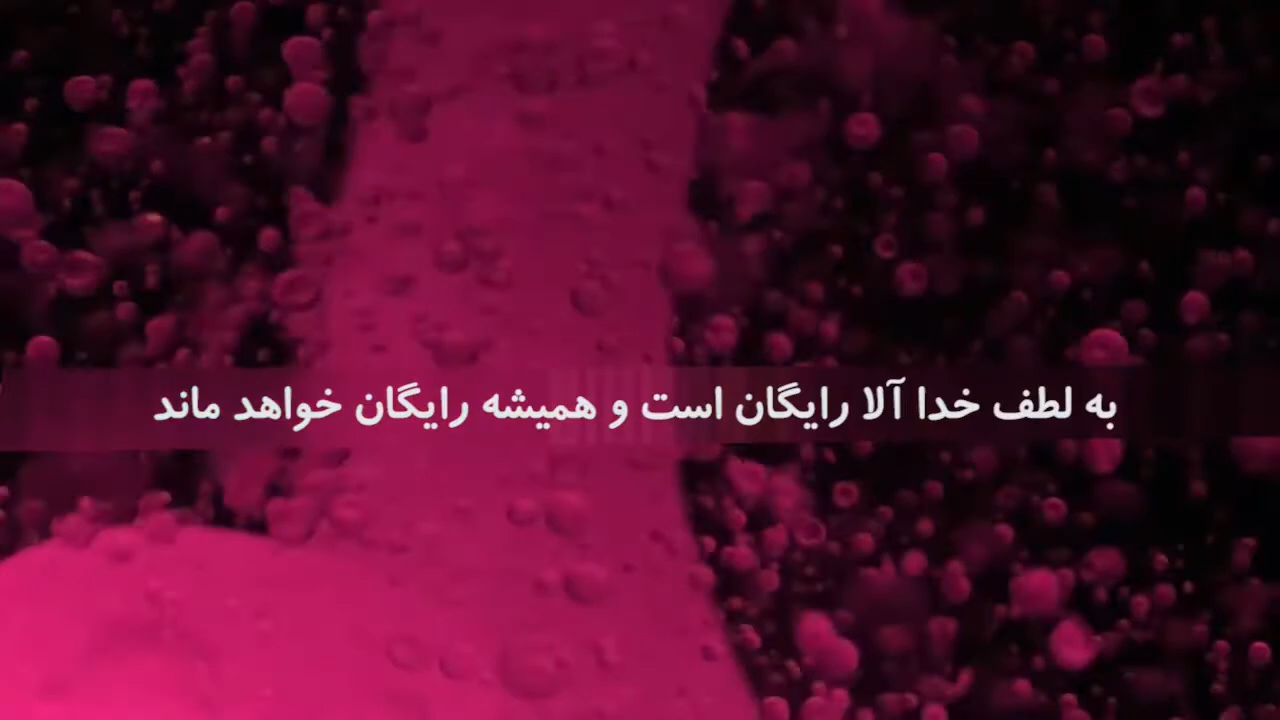 به لطف خدا آلا رایگان است و همیشه رایگان خواهد ماند